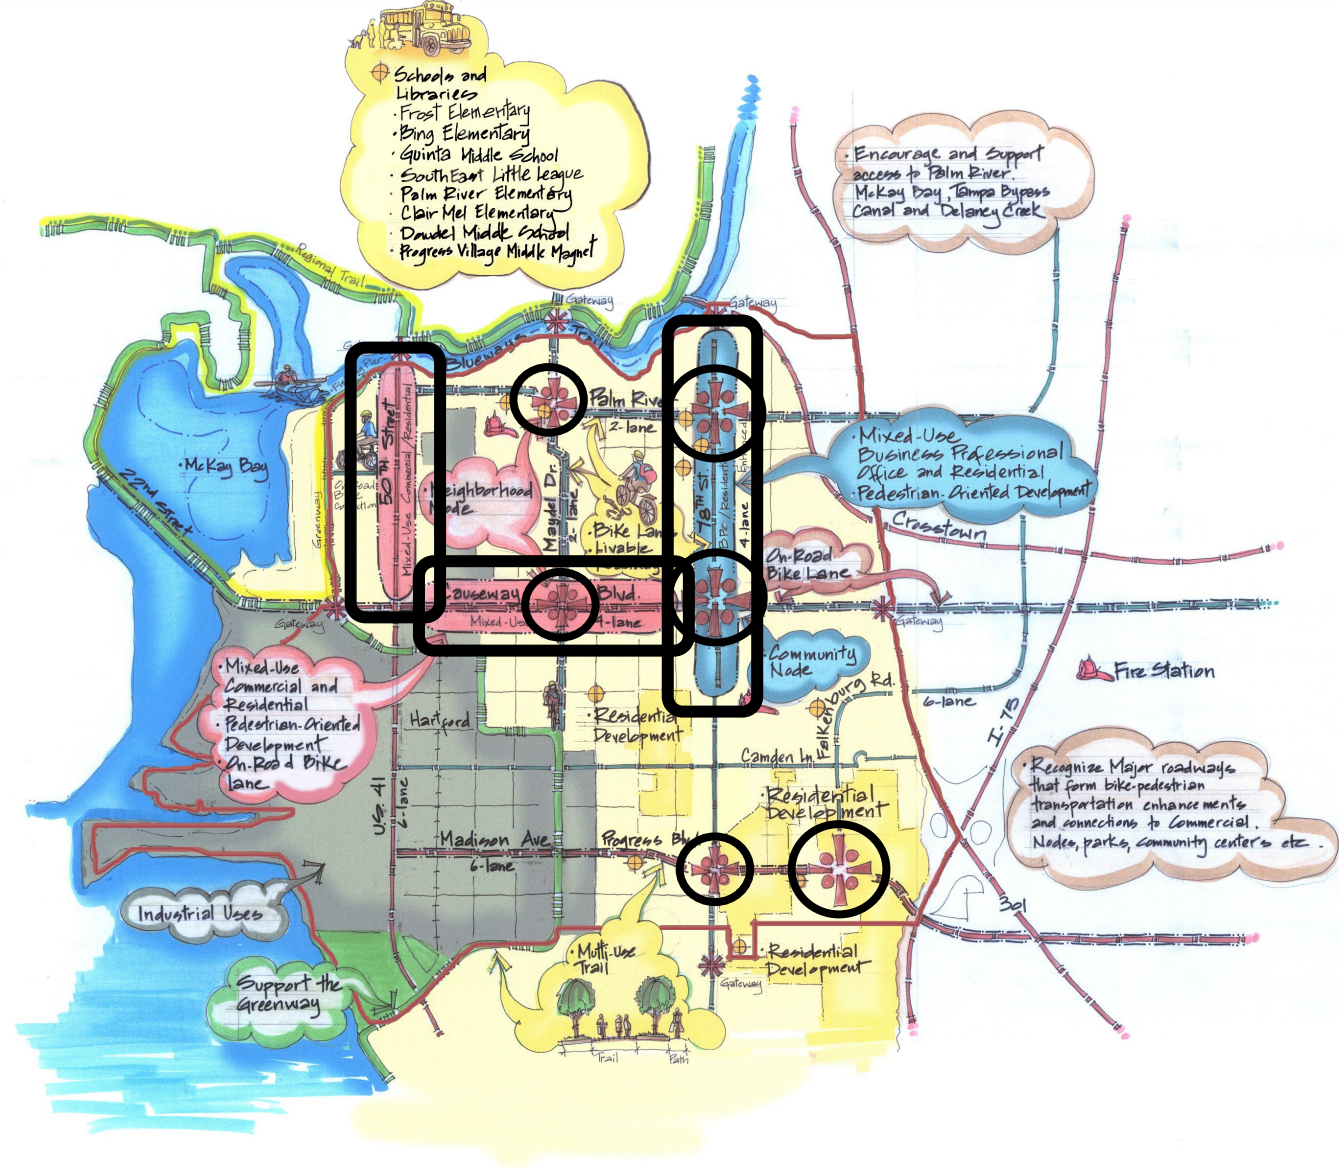 Schools and
Libraries
· Frost Elementary
· Bing Elementary
· Guinta Middle School
· SouthEast Little League
· Palm River Elementary
· Clair Mel Elementary
· Dowdel Middle School
· Progress Village Middle Magnet
· Encourage and Support
access to Palm River.
McKay Bay, Tampa Bypass
Canal and Delaney Creek
Regional Trail
Gateway
Gateway
Blueways Trail
Palm River
2-lane
· Mixed-Use
Business Professional
Office and Residential
· Pedestrian-Oriented Development
· McKay Bay
22nd Street
Greenway
50TH Street
Mixed-Use Commercial/Residential
· Neighborhood
Node
Maydel Dr.
2-lane
· Bike Lane
· Livable
78TH St
BPO/Residential
4-lane
Crosstown
On-Road
Bike Lane
Causeway Blvd.
Mixed-Use 4-lane
Gateway
Gateway
· Community
Node
Fire Station
· Mixed-Use
Commercial and
Residential
· Pedestrian-Oriented
Development
· On-Road Bike
Lane
Hartford
· Residential
Development
Falkenburg Rd.
6-lane
I-75
Camden Ln.
U.S. 41
6-lane
· Residential
Development
· Recognize Major roadways
that form bike-pedestrian
transportation enhancements
and connections to Commercial.
Nodes, parks, community centers etc.
Madison Ave.
6-lane
Progress Blvd
Industrial Uses
301
· Multi-Use
Trail
· Residential
Development
Gateway
Support the
Greenway
Trail
Path